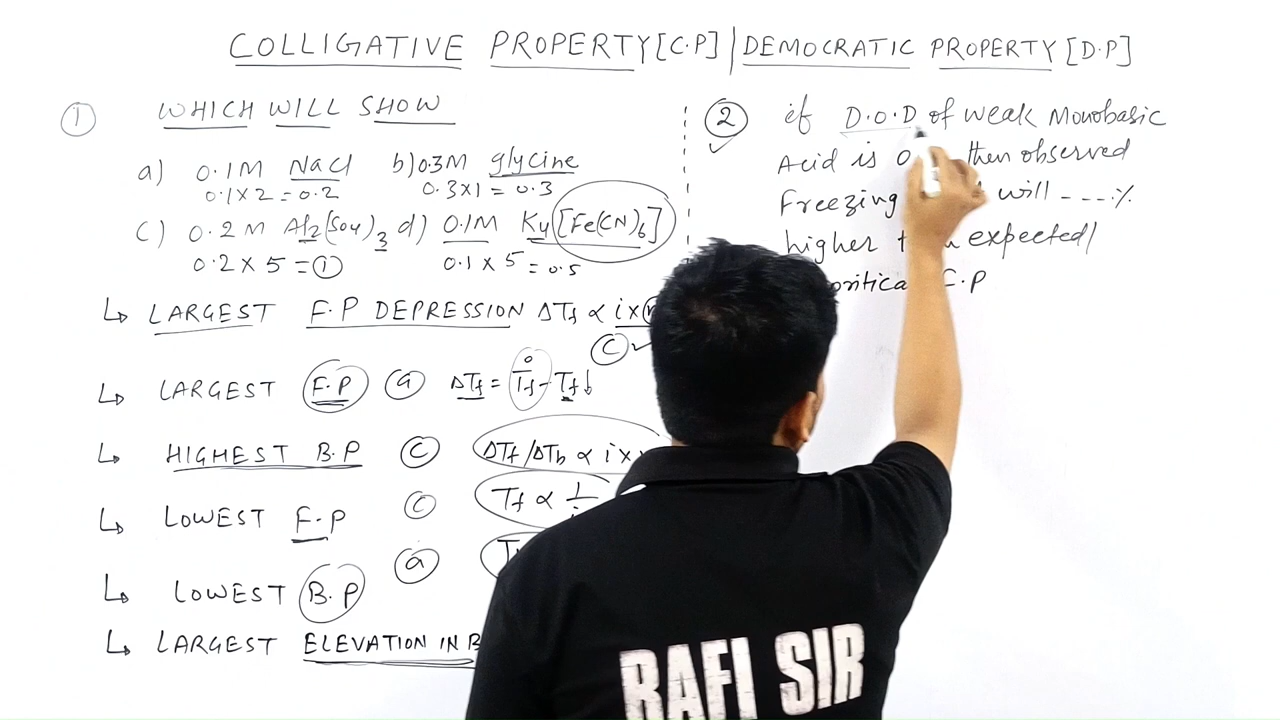 COLLIGATIVE PROPERTY [C.P] | DEMOCRATIC PROPERTY [D.P]
① WHICH WILL SHOW
a) 0.1M NaCl b) 0.3M glycine
0.1×2=0.2 0.3×1=0.3
c) 0.2M Al2(SO4)3 d) 0.1M K4[Fe(CN)6]
0.2×5=① 0.1×5=0.5
↳ LARGEST F.P DEPRESSION ΔTf ∝ i×
ⓒ ✓
↳ LARGEST F.P ⓐ ΔTf = T°f - Tf↓
↳ HIGHEST B.P ⓒ ΔTf/ΔTb ∝ i×
↳ LOWEST F.P ⓒ Tf ∝ 1/
↳ LOWEST B.P ⓐ
↳ LARGEST ELEVATION IN B
② if D.O.D of weak Monobasic
✓ Acid is then observed
Freezing will ----%
higher expected/
C.P
RAFI SIR